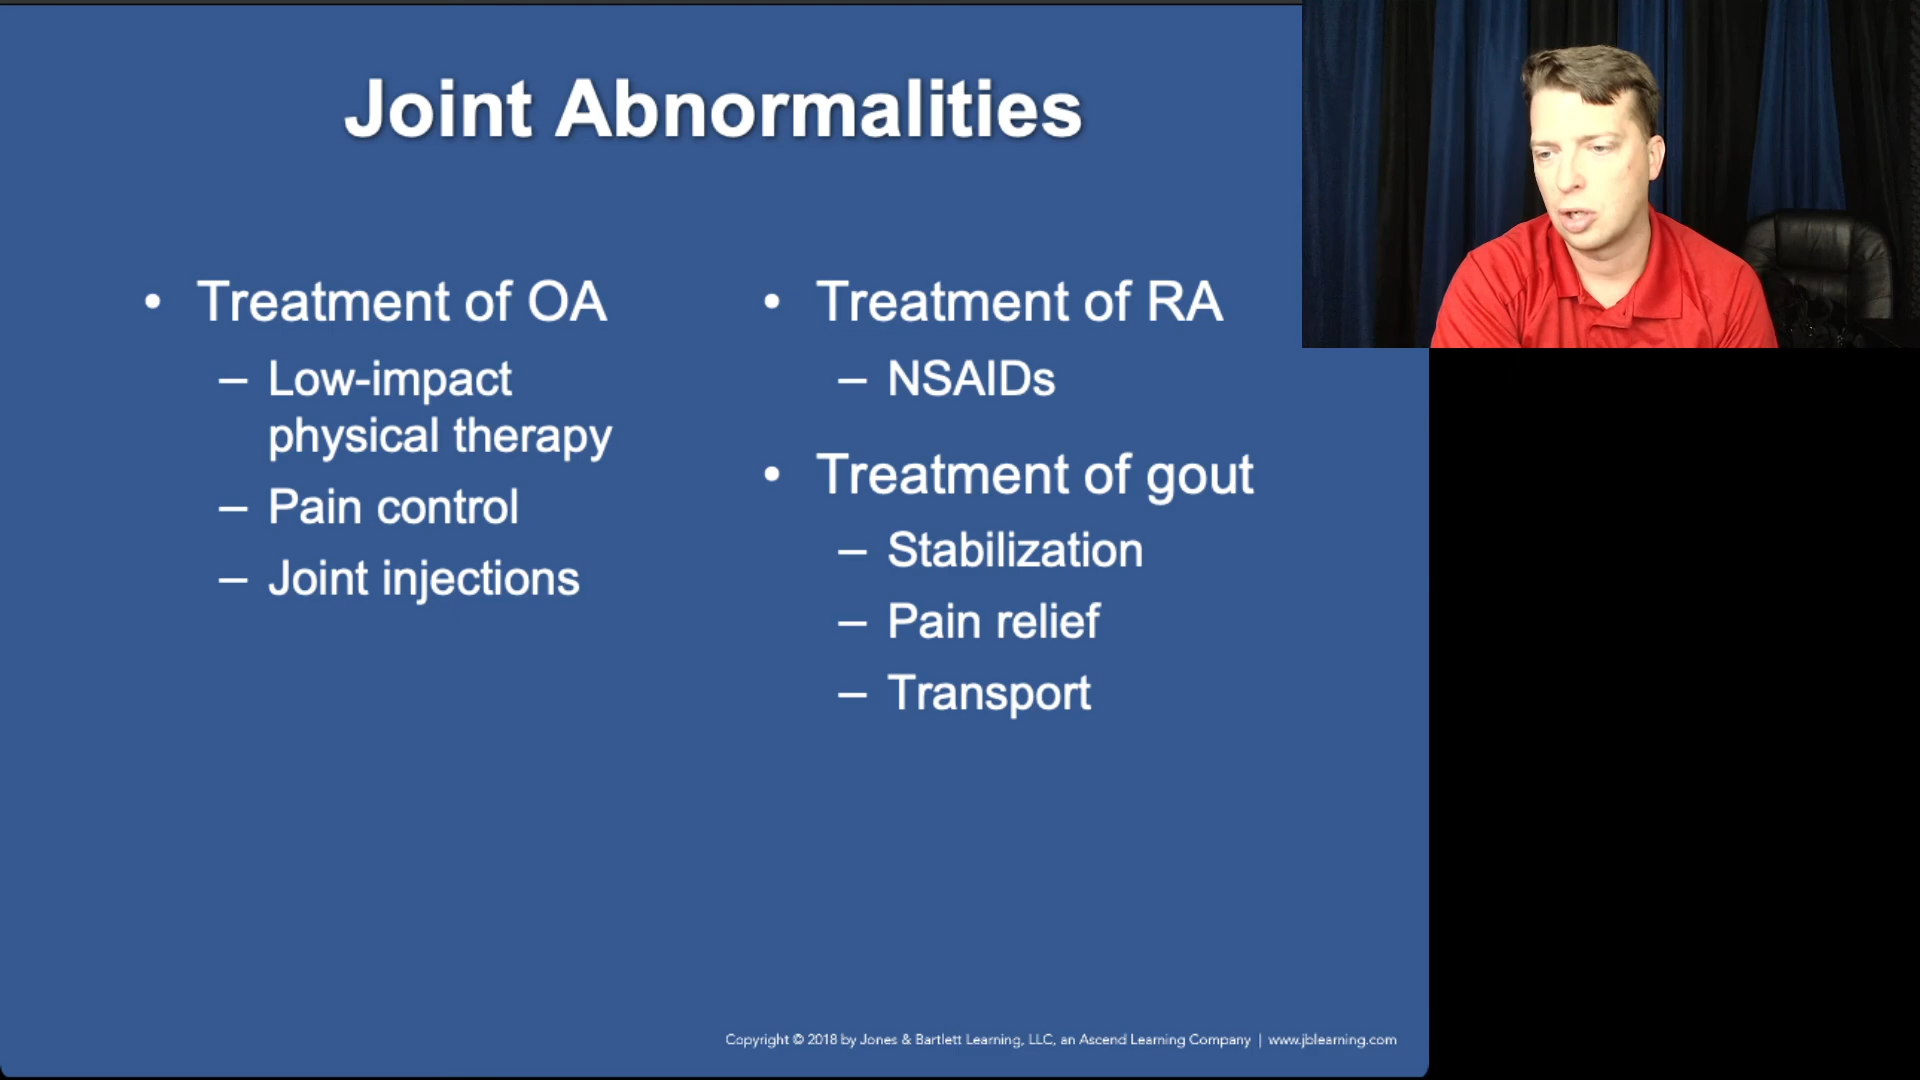 Joint Abnormalities
• Treatment of OA
– Low-impact
physical therapy
– Pain control
– Joint injections
• Treatment of RA
– NSAIDs
• Treatment of gout
– Stabilization
– Pain relief
– Transport
Copyright © 2018 by Jones & Bartlett Learning, LLC, an Ascend Learning Company | www.jblearning.com